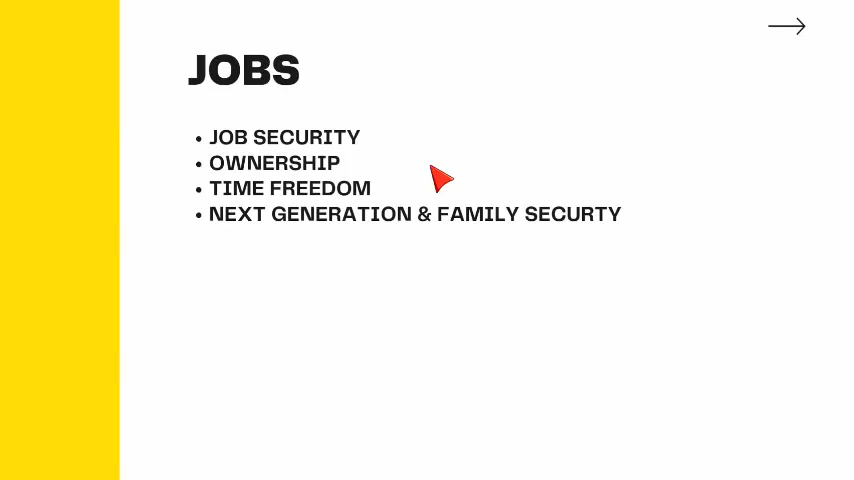 JOBS
• JOB SECURITY
• OWNERSHIP
• TIME FREEDOM
• NEXT GENERATION & FAMILY SECURTY